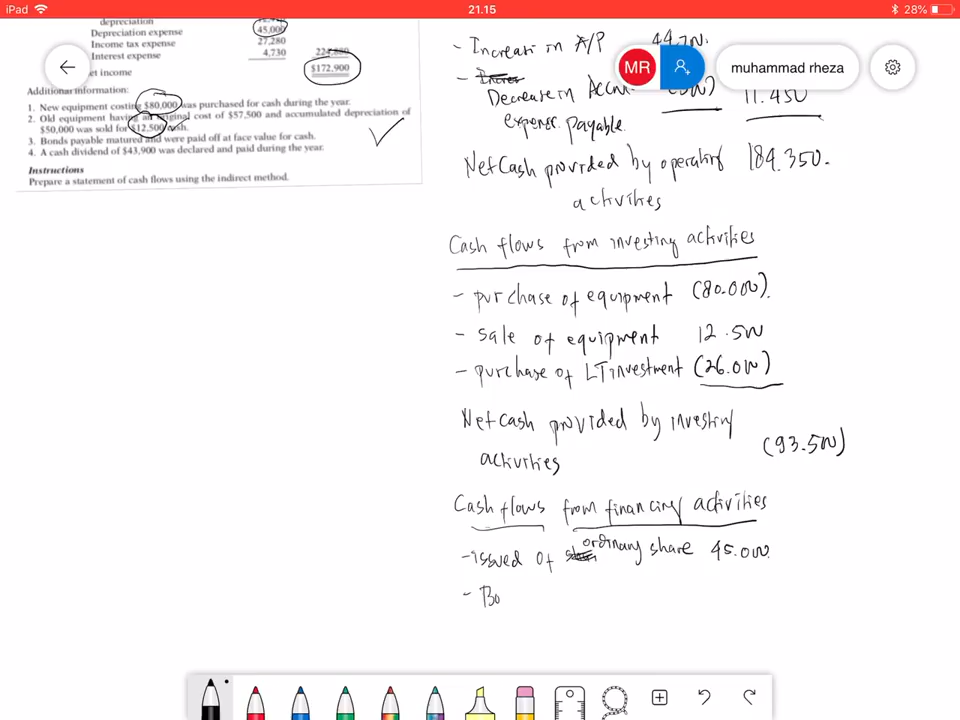 iPad
21.15
28%
depreciation
Depreciation expense 45,000
Income tax expense 27,280
Interest expense 4,730
et income $172,900
Additional information:
1. New equipment costing $80,000 was purchased for cash during the year.
2. Old equipment having an original cost of $57,500 and accumulated depreciation of
$50,000 was sold for $12,500 cash.
3. Bonds payable matured and were paid off at face value for cash.
4. A cash dividend of $43,900 was declared and paid during the year.
Instructions
Prepare a statement of cash flows using the indirect method.
MR
muhammad rheza
- Increase in A/P
- Decrease in 11.450
expense payable
Net Cash provided by operating 189.350.
activities
Cash flows from investing activities
- purchase of equipment (80.000).
- sale of equipment 12.500
- purchase of LT investment (26.000)
Net Cash provided by investing
activities (93.500)
Cash flows from financing activities
- issued of ordinary share 45.000.
- Bo